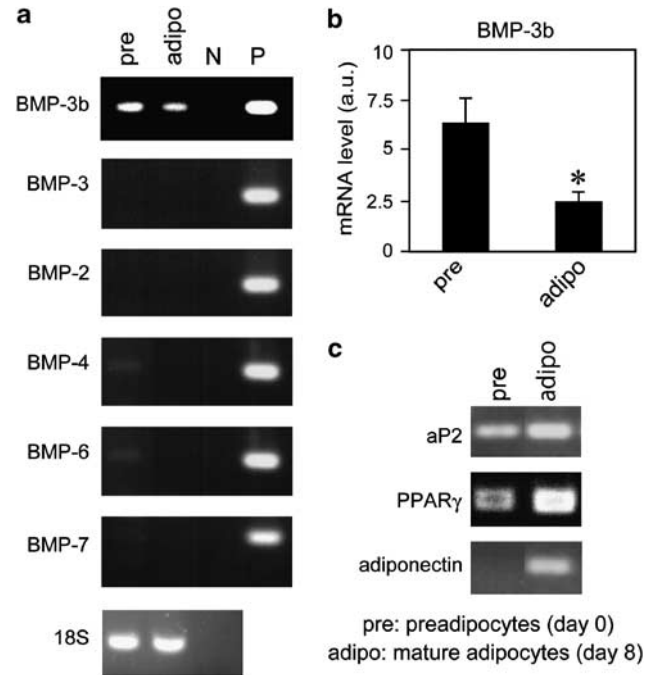 a
pre adipo N P
BMP-3b
BMP-3
BMP-2
BMP-4
BMP-6
BMP-7
18S
b
BMP-3b
mRNA level (a.u.)
10
7.5
5
2.5
0
*
pre adipo
c
pre adipo
aP2
PPARγ
adiponectin
pre: preadipocytes (day 0)
adipo: mature adipocytes (day 8)